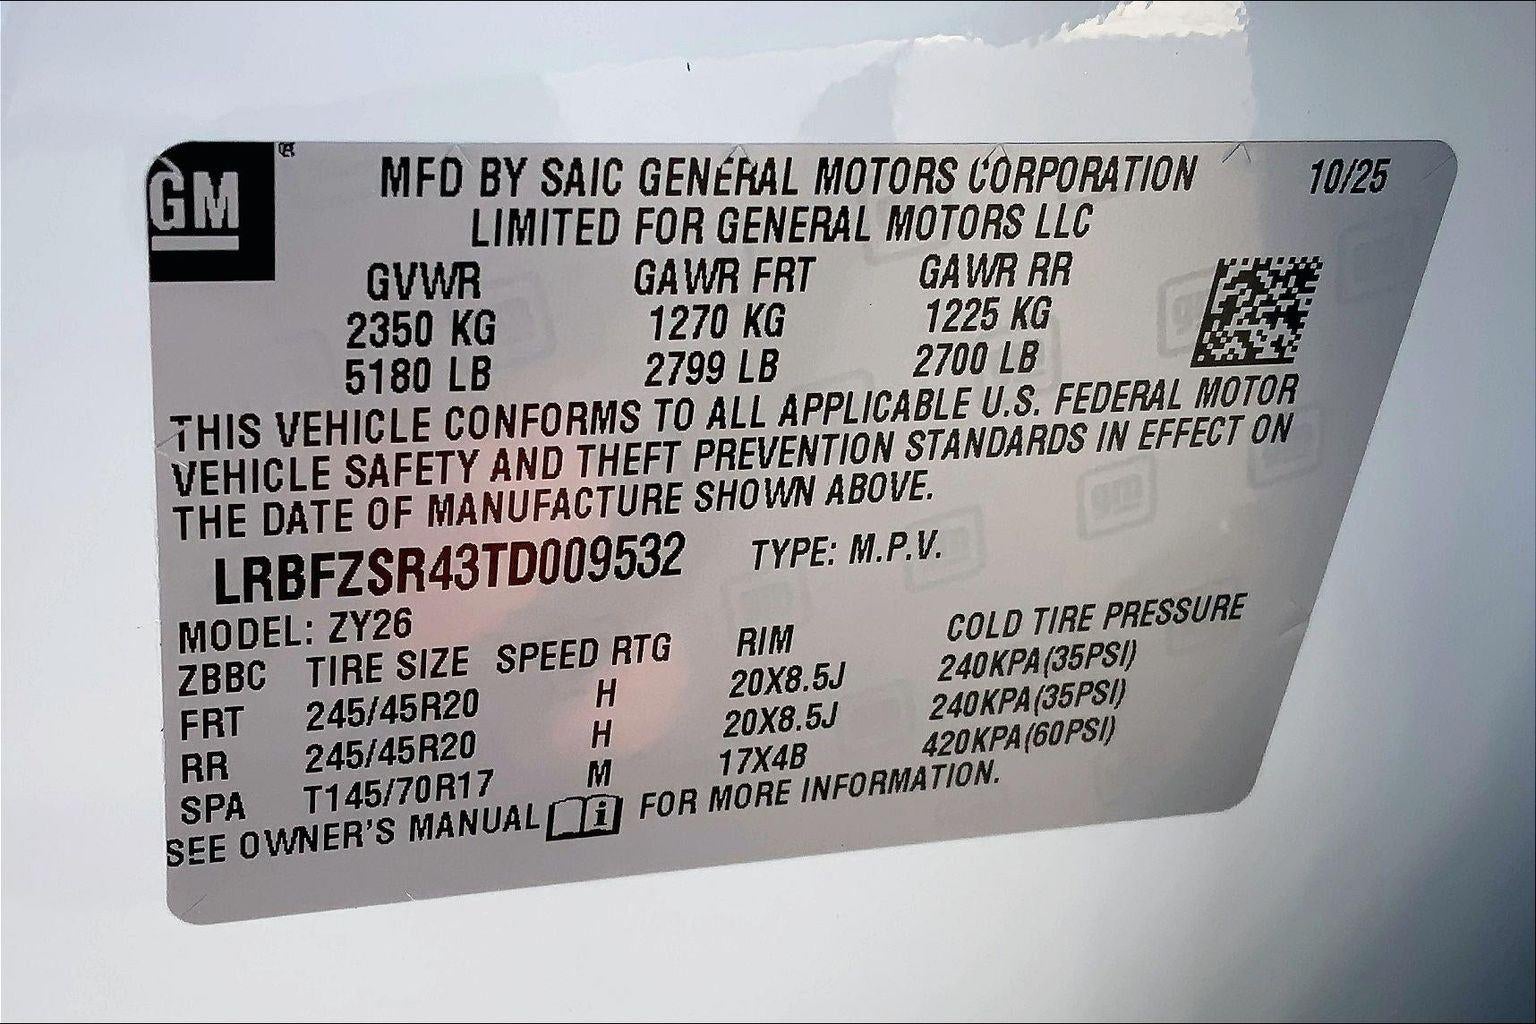 GM
MFD BY SAIC GENERAL MOTORS CORPORATION 10/25
LIMITED FOR GENERAL MOTORS LLC
GVWR GAWR FRT GAWR RR
2350 KG 1270 KG 1225 KG
5180 LB 2799 LB 2700 LB
THIS VEHICLE CONFORMS TO ALL APPLICABLE U.S. FEDERAL MOTOR
VEHICLE SAFETY AND THEFT PREVENTION STANDARDS IN EFFECT ON
THE DATE OF MANUFACTURE SHOWN ABOVE.
LRBFZSR43TD009532 TYPE: M.P.V.
MODEL: ZY26
ZBBC TIRE SIZE SPEED RTG RIM COLD TIRE PRESSURE
FRT 245/45R20 H 20X8.5J 240KPA(35PSI)
RR 245/45R20 H 20X8.5J 240KPA(35PSI)
SPA T145/70R17 M 17X4B 420KPA(60PSI)
SEE OWNER'S MANUAL i FOR MORE INFORMATION.